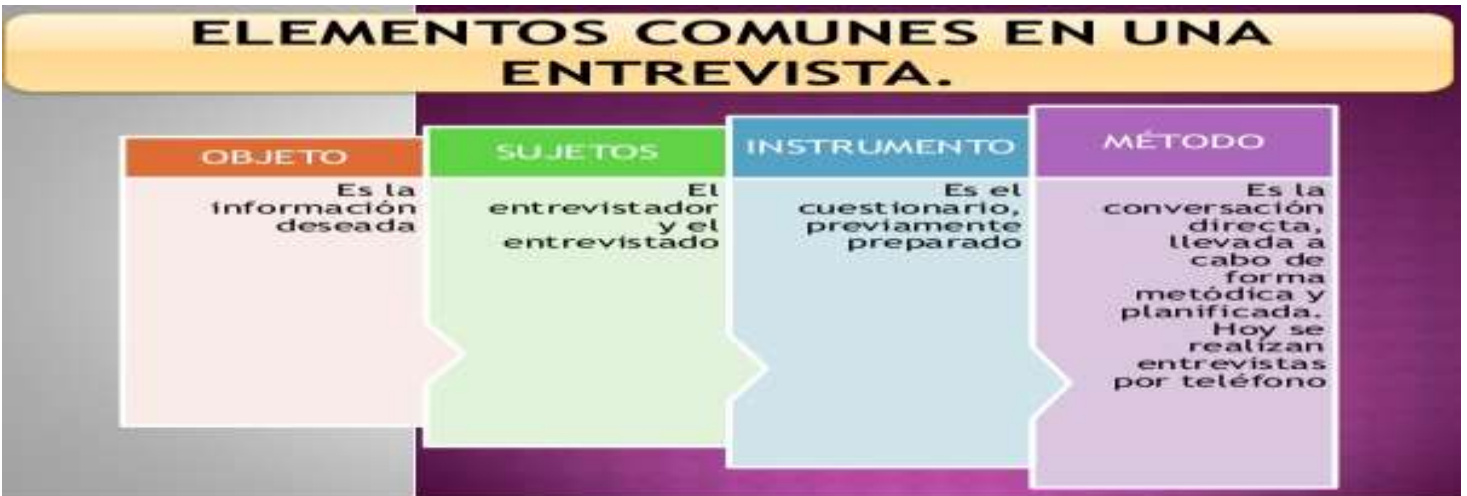 ELEMENTOS COMUNES EN UNA
ENTREVISTA.
OBJETO
Es la
información
deseada
SUJETOS
El
entrevistador
y el
entrevistado
INSTRUMENTO
Es el
cuestionario,
previamente
preparado
MÉTODO
Es la
conversación
directa,
llevada a
cabo de
forma
metódica y
planificada.
Hoy se
realizan
entrevistas
por teléfono